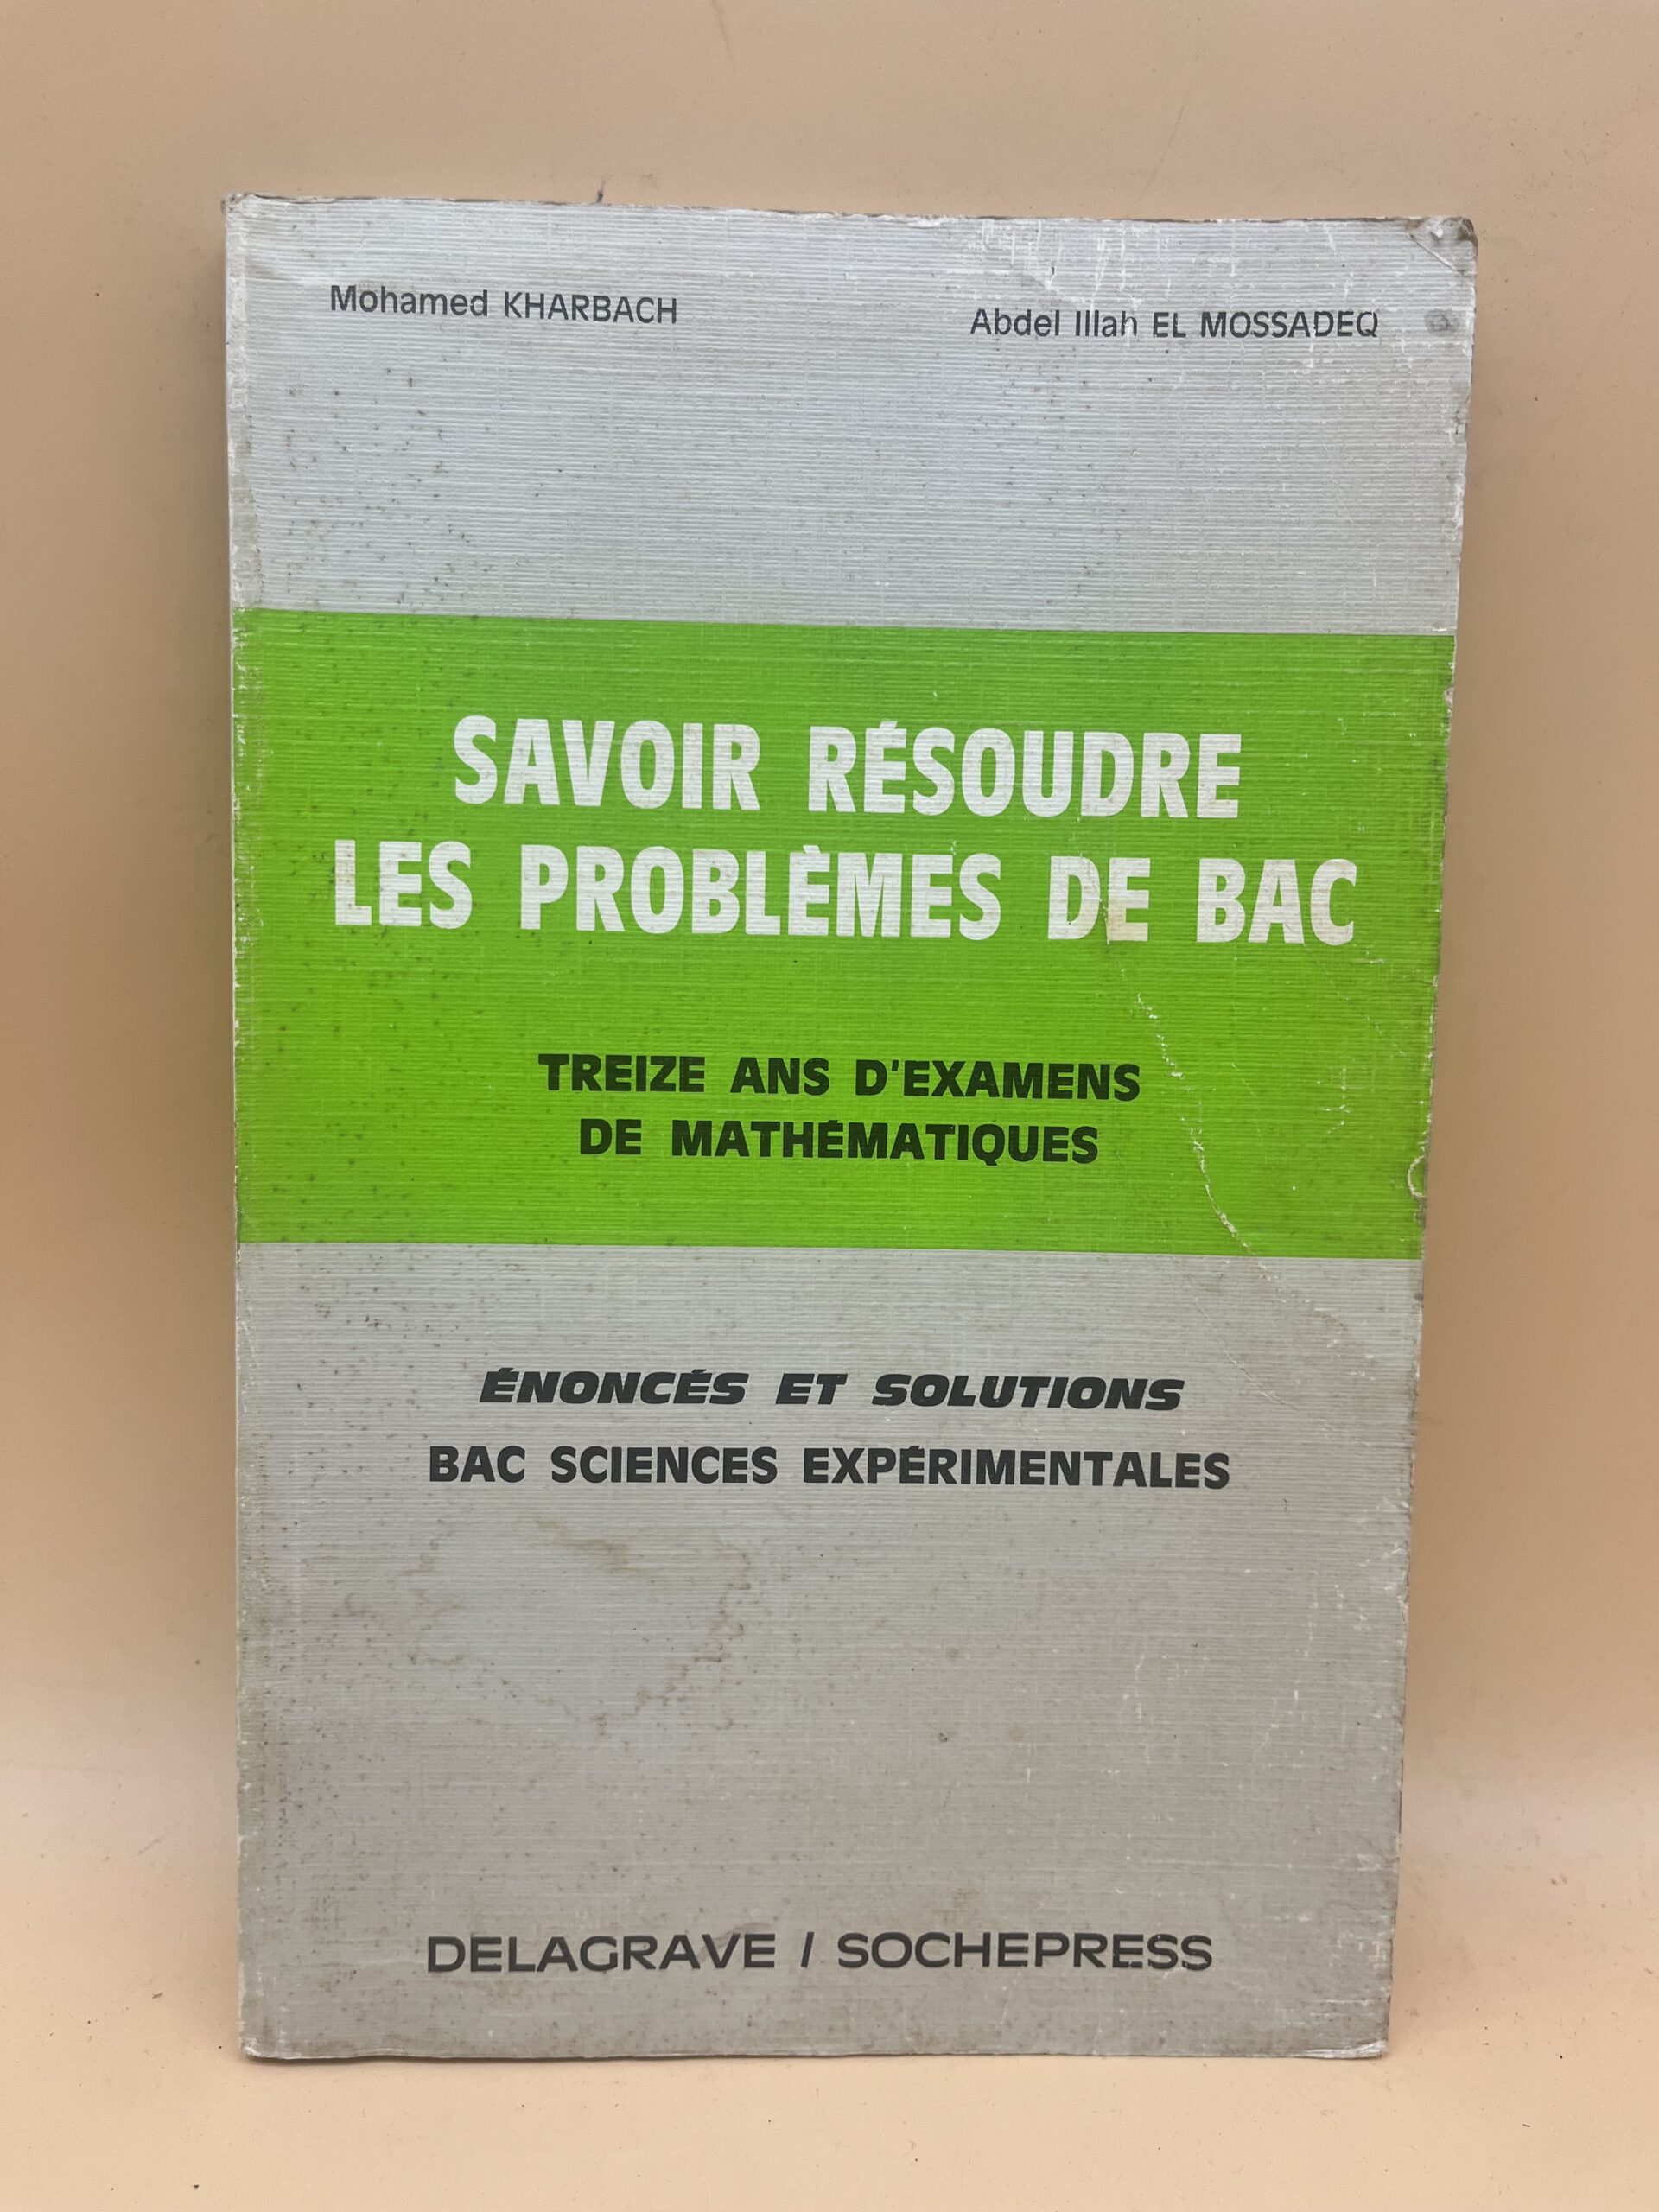 Mohamed KHARBACH
Abdel Illah EL MOSSADEQ
SAVOIR RÉSOUDRE
LES PROBLÈMES DE BAC
TREIZE ANS D'EXAMENS
DE MATHÉMATIQUES
ÉNONCÉS ET SOLUTIONS
BAC SCIENCES EXPÉRIMENTALES
DELAGRAVE / SOCHEPRESS